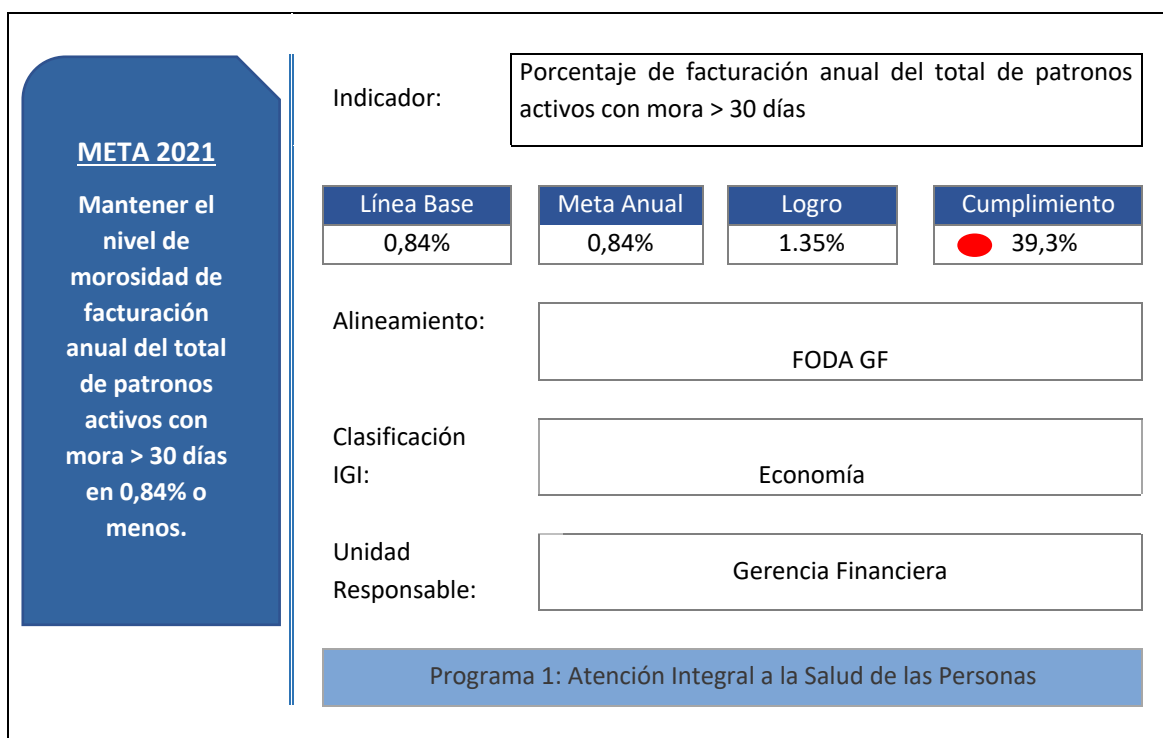 META 2021
Mantener el
nivel de
morosidad de
facturación
anual del total
de patronos
activos con
mora > 30 días
en 0,84% o
menos.
Indicador:
Porcentaje de facturación anual del total de patronos
activos con mora > 30 días
Línea Base
Meta Anual
Logro
Cumplimiento
0,84%
0,84%
1.35%
39,3%
Alineamiento:
FODA GF
Clasificación
IGI:
Economía
Unidad
Responsable:
Gerencia Financiera
Programa 1: Atención Integral a la Salud de las Personas